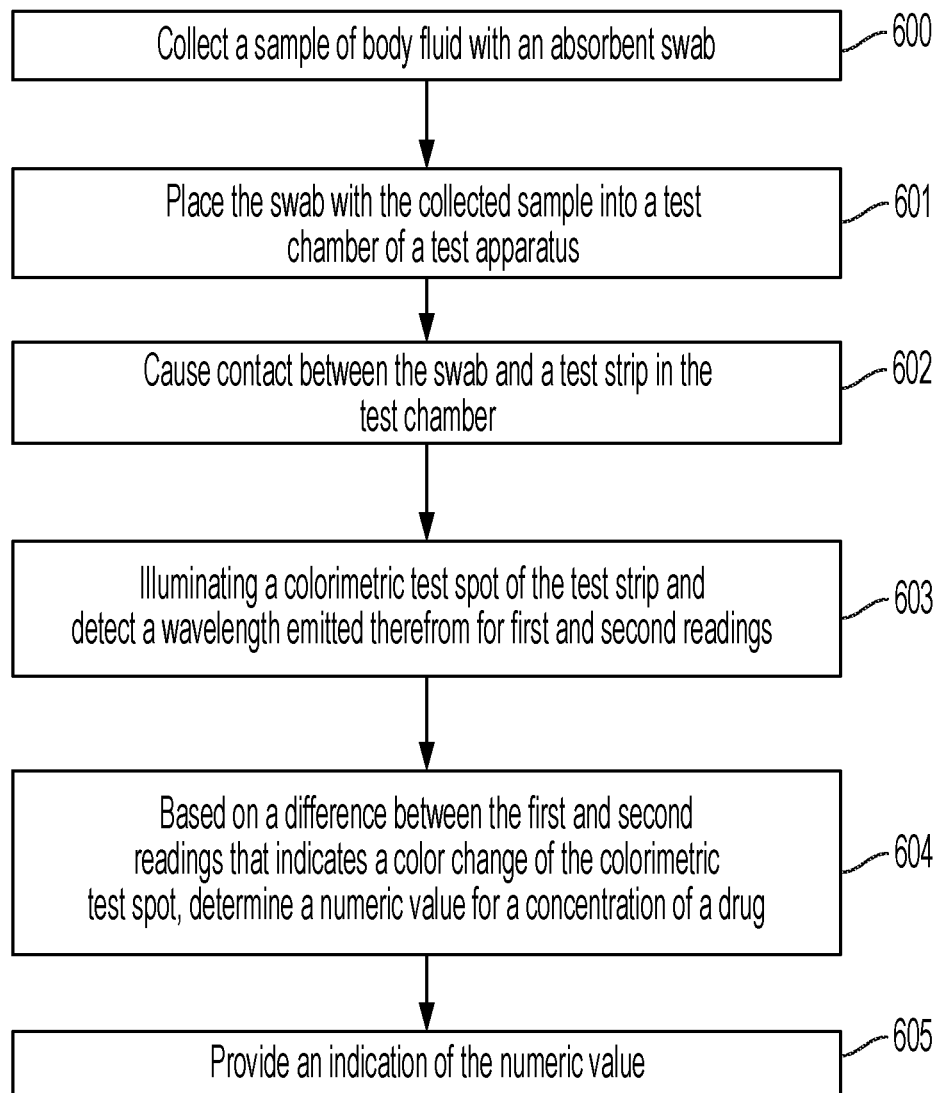 Collect a sample of body fluid with an absorbent swab
600
Place the swab with the collected sample into a test
chamber of a test apparatus
601
Cause contact between the swab and a test strip in the
test chamber
602
Illuminating a colorimetric test spot of the test strip and
detect a wavelength emitted therefrom for first and second readings
603
Based on a difference between the first and second
readings that indicates a color change of the colorimetric
test spot, determine a numeric value for a concentration of a drug
604
Provide an indication of the numeric value
605